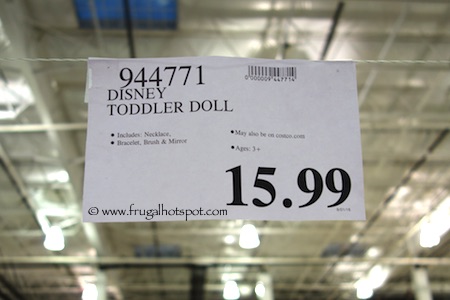 944771
0000009447714
DISNEY
TODDLER DOLL
• Includes: Necklace,
• Bracelet, Brush & Mirror
• May also be on costco.com
• Ages: 3+
15.99
© www.frugalhotspot.com